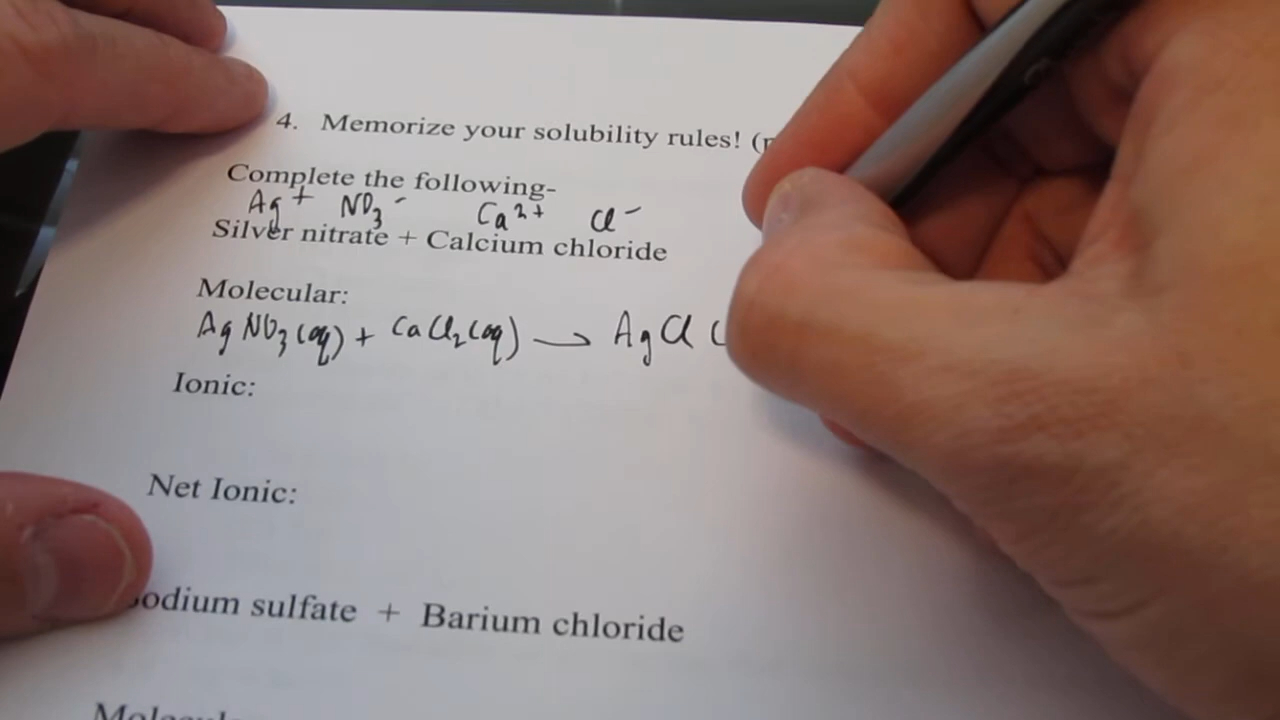 4. Memorize your solubility rules! (
Complete the following-
Ag⁺ NO₃⁻ Ca²⁺ Cl⁻
Silver nitrate + Calcium chloride
Molecular:
AgNO₃(aq) + CaCl₂(aq) → AgCl (
Ionic:
Net Ionic:
Sodium sulfate + Barium chloride